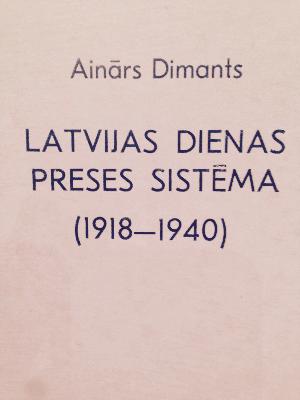 Ainārs Dimants
LATVIJAS DIENAS
PRESES SISTĒMA
(1918—1940)